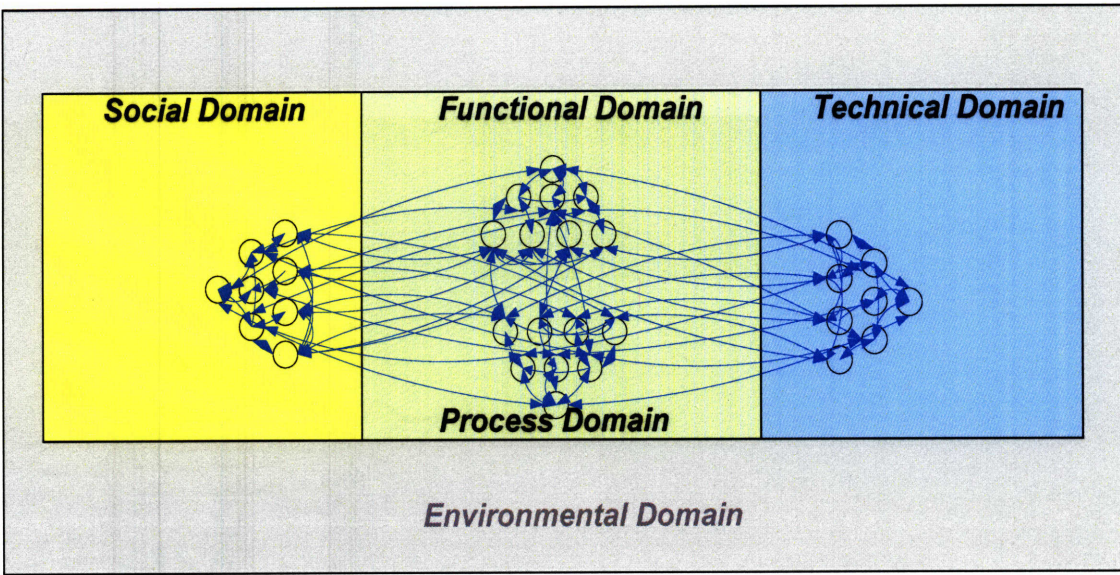 Social Domain
Functional Domain
Technical Domain
Process Domain
Environmental Domain